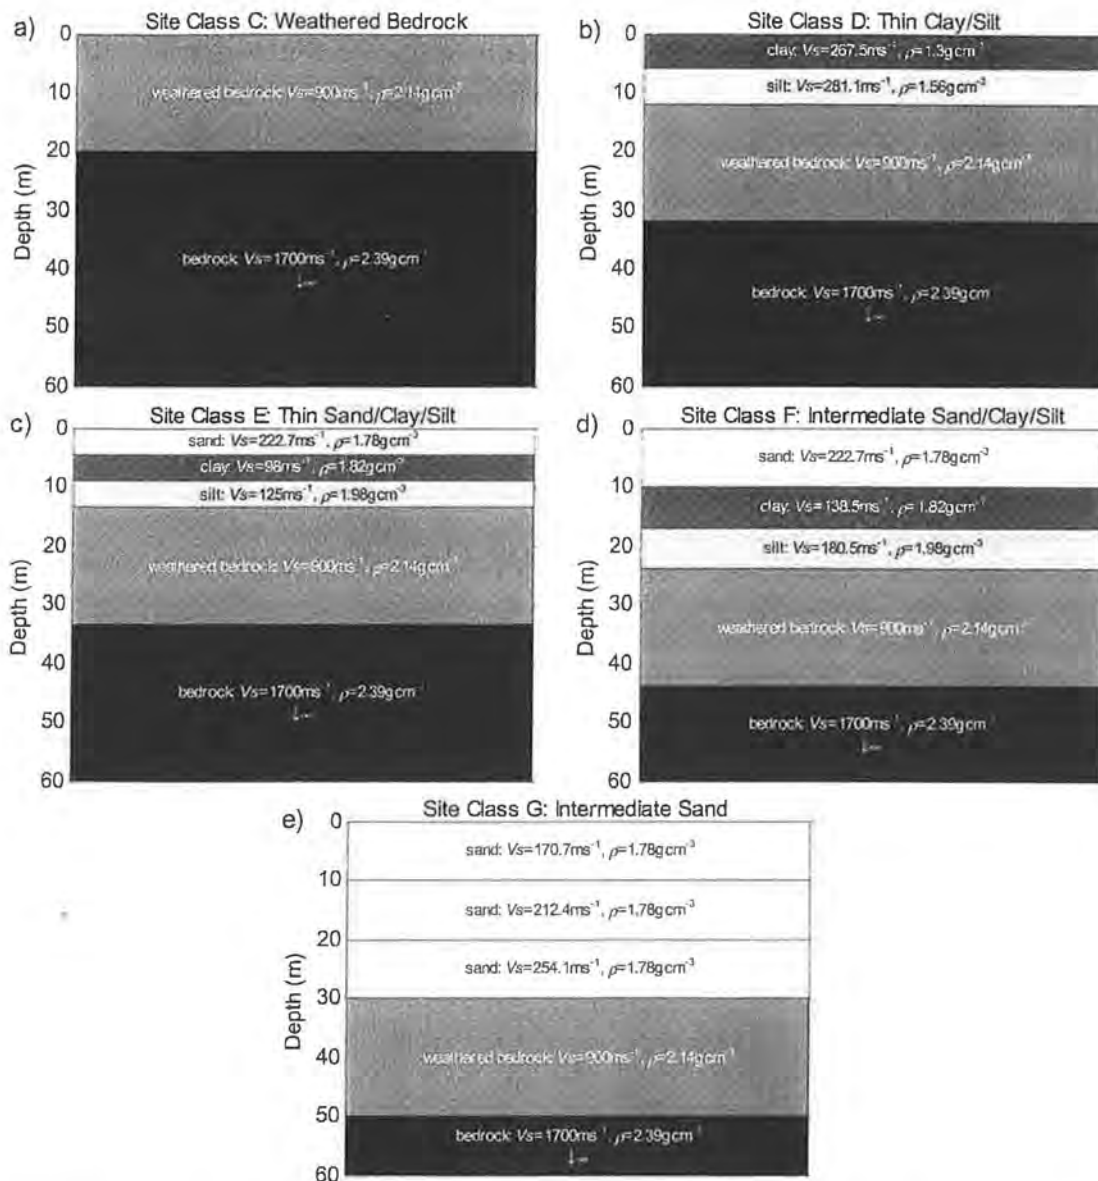 a)
Site Class C: Weathered Bedrock
0
10
20
30
40
50
60
Depth (m)
weathered bedrock: Vs=900ms⁻¹, ρ=2.14gcm⁻³
bedrock: Vs=1700ms⁻¹, ρ=2.39gcm⁻¹
↓∞
b)
Site Class D: Thin Clay/Silt
0
10
20
30
40
50
60
Depth (m)
clay: Vs=267.5ms⁻¹, ρ=1.3gcm⁻³
silt: Vs=281.1ms⁻¹, ρ=1.56gcm⁻³
weathered bedrock: Vs=900ms⁻¹, ρ=2.14gcm⁻³
bedrock: Vs=1700ms⁻¹, ρ=2.39gcm
↓∞
c)
Site Class E: Thin Sand/Clay/Silt
0
10
20
30
40
50
60
Depth (m)
sand: Vs=222.7ms⁻¹, ρ=1.78gcm⁻³
clay: Vs=98ms⁻¹, ρ=1.82gcm⁻³
silt: Vs=125ms⁻¹, ρ=1.98gcm⁻³
weathered bedrock: Vs=900ms⁻¹, ρ=2.14gcm⁻³
bedrock: Vs=1700ms⁻¹, ρ=2.39gcm
↓∞
d)
Site Class F: Intermediate Sand/Clay/Silt
0
10
20
30
40
50
60
Depth (m)
sand: Vs=222.7ms⁻¹, ρ=1.78gcm⁻³
clay: Vs=138.5ms⁻¹, ρ=1.82gcm⁻³
silt: Vs=180.5ms⁻¹, ρ=1.98gcm⁻³
weathered bedrock: Vs=900ms⁻¹, ρ=2.14gcm⁻³
bedrock: Vs=1700ms⁻¹, ρ=2.39gcm
↓∞
e)
Site Class G: Intermediate Sand
0
10
20
30
40
50
60
Depth (m)
sand: Vs=170.7ms⁻¹, ρ=1.78gcm⁻³
sand: Vs=212.4ms⁻¹, ρ=1.78gcm⁻³
sand: Vs=254.1ms⁻¹, ρ=1.78gcm⁻³
weathered bedrock: Vs=900ms⁻¹, ρ=2.14gcm⁻³
bedrock: Vs=1700ms⁻¹, ρ=2.39gcm
↓∞